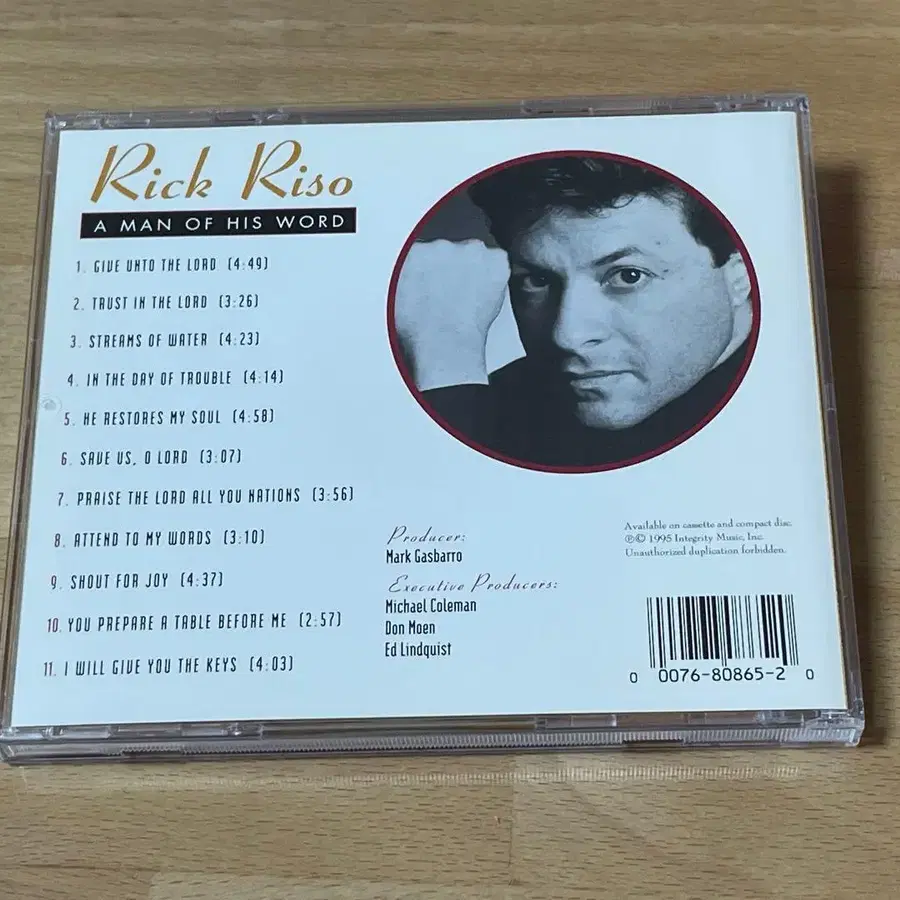 Rick Riso
A MAN OF HIS WORD
1. GIVE UNTO THE LORD (4:49)
2. TRUST IN THE LORD (3:26)
3. STREAMS OF WATER (4:23)
4. IN THE DAY OF TROUBLE (4:14)
5. HE RESTORES MY SOUL (4:58)
6. SAVE US, O LORD (3:07)
7. PRAISE THE LORD ALL YOU NATIONS (3:56)
8. ATTEND TO MY WORDS (3:10)
9. SHOUT FOR JOY (4:37)
10. YOU PREPARE A TABLE BEFORE ME (2:57)
11. I WILL GIVE YOU THE KEYS (4:03)
Producer:
Mark Gasbarro
Executive Producers:
Michael Coleman
Don Moen
Ed Lindquist
Available on cassette and compact disc.
℗© 1995 Integrity Music, Inc.
Unauthorized duplication forbidden.
0 0076-80865-2 0